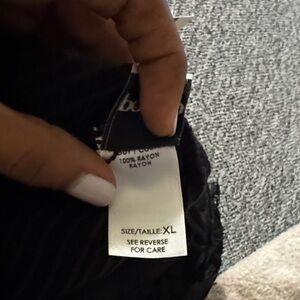 100% RAYON
RAYON
SIZE/TAILLE: XL
SEE REVERSE
FOR CARE